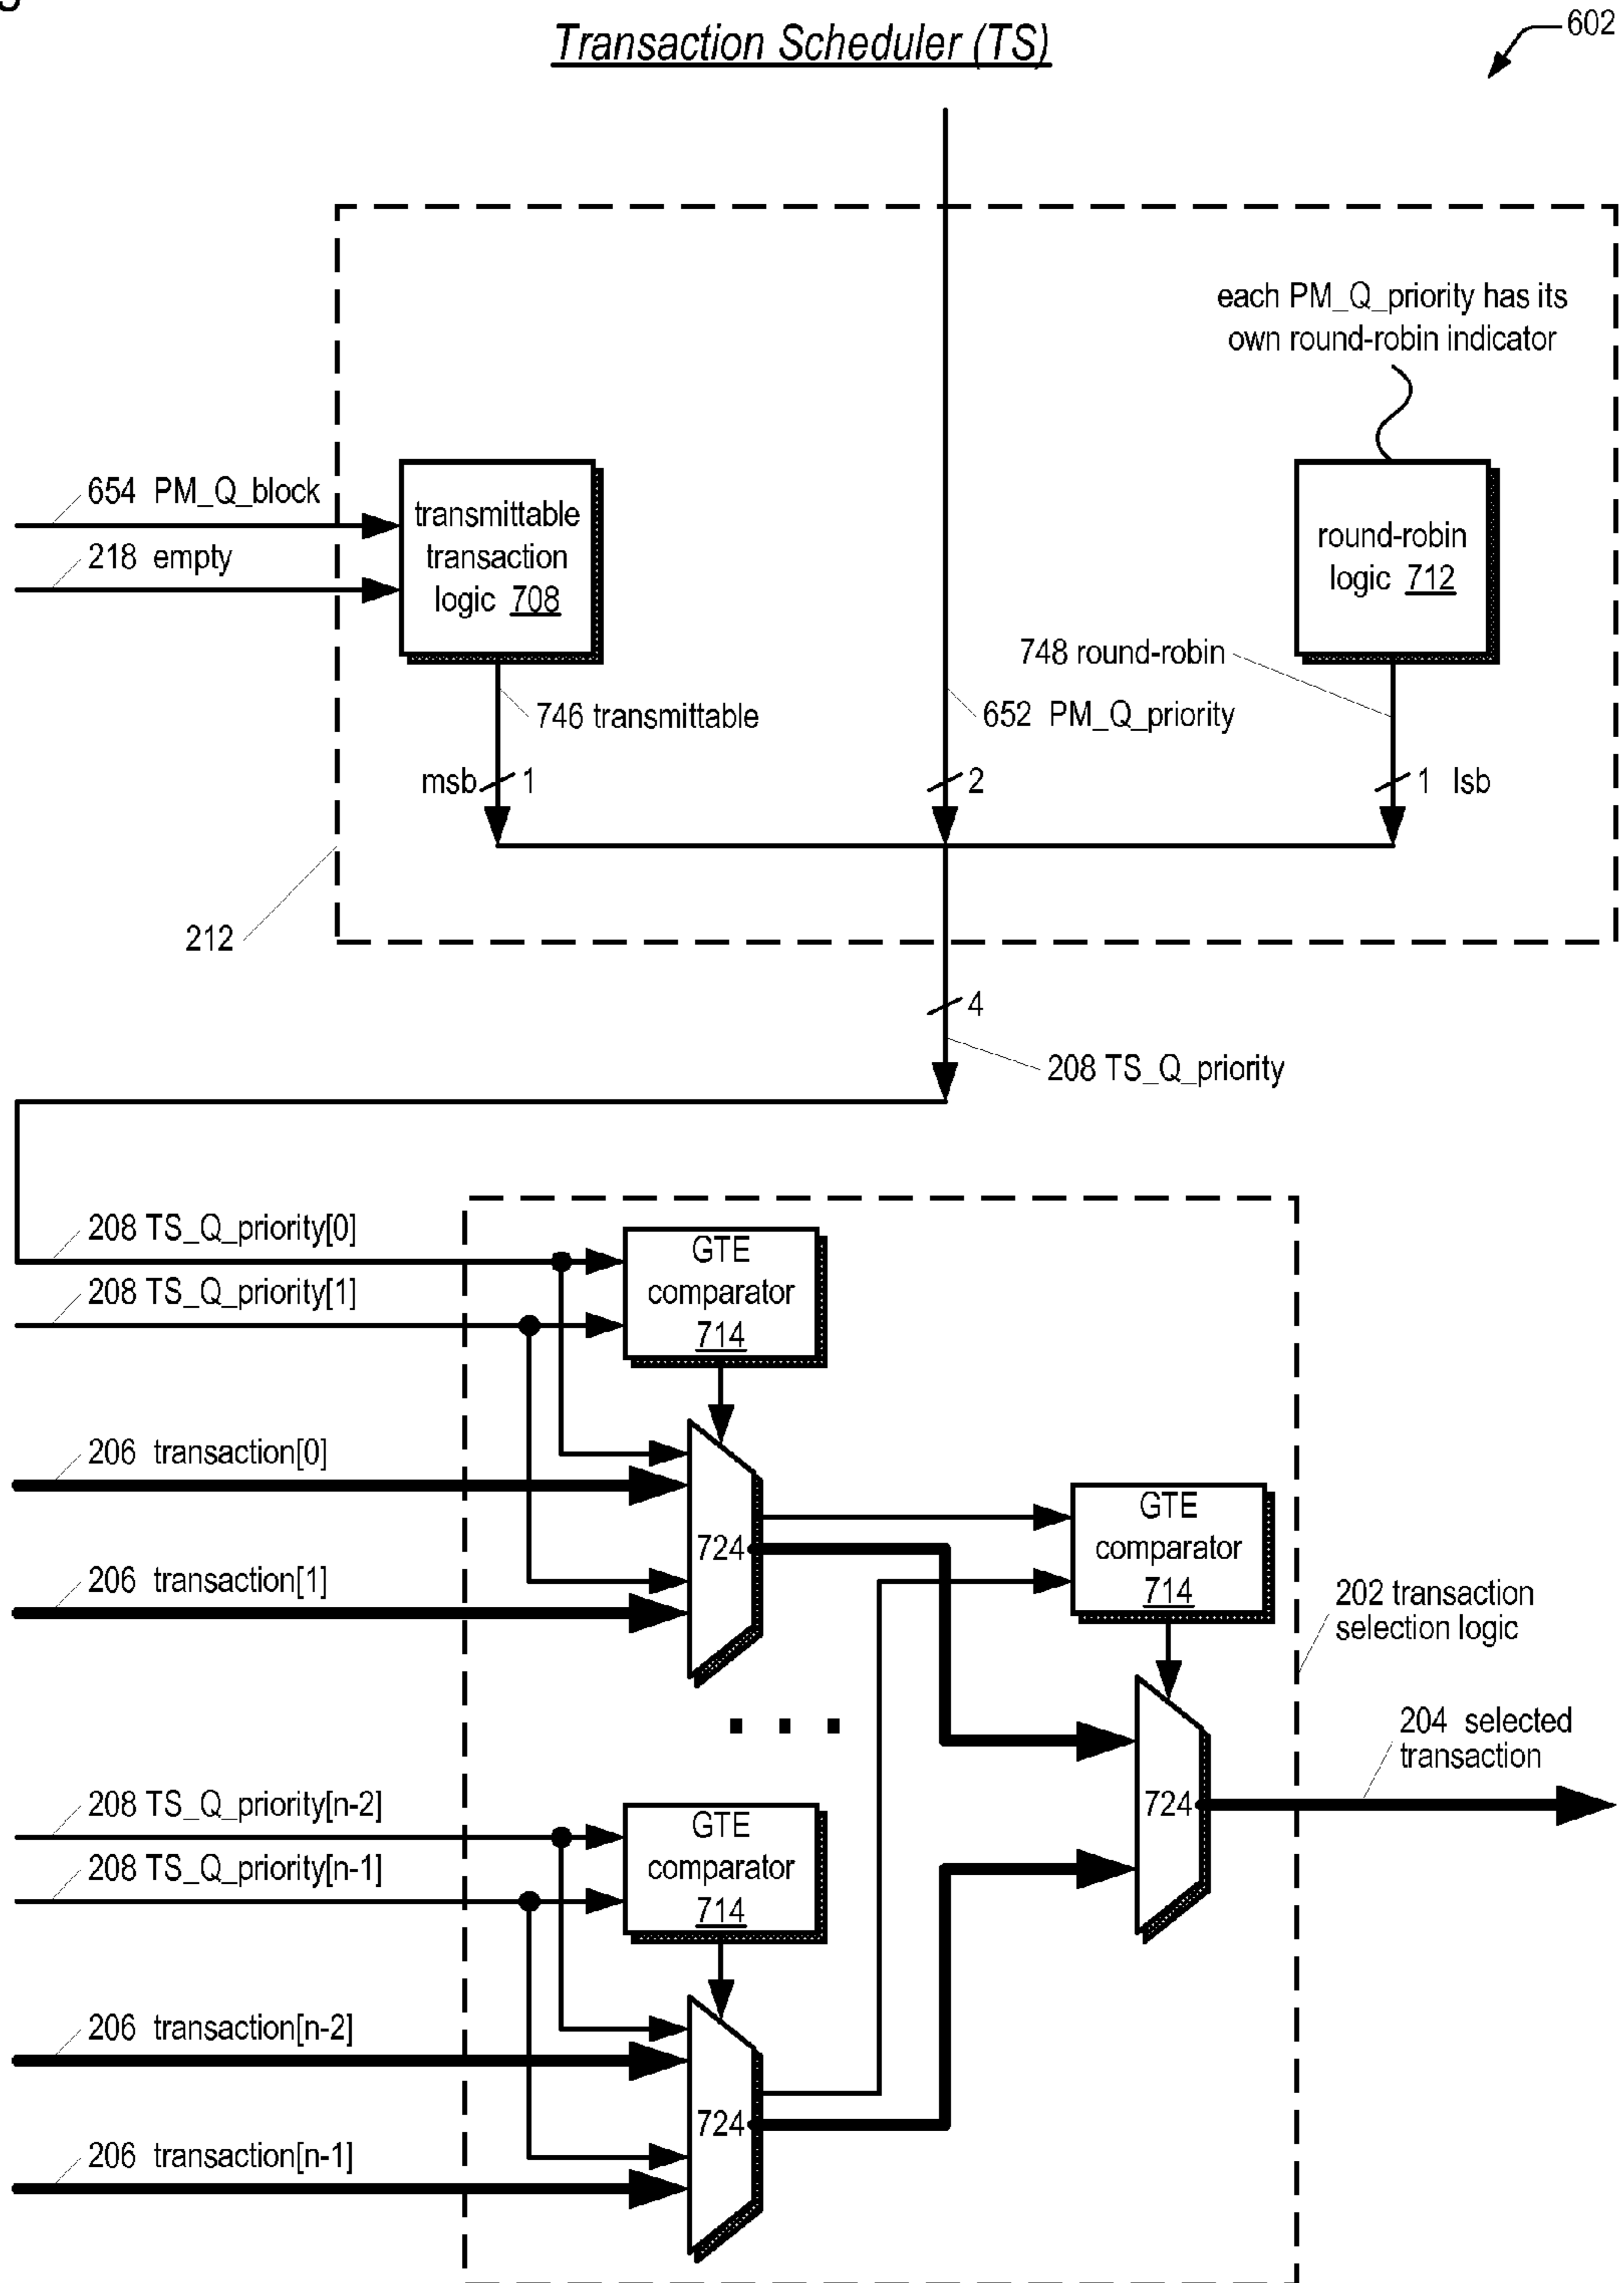 Transaction Scheduler (TS)
602
each PM_Q_priority has its
own round-robin indicator
654 PM_Q_block
218 empty
transmittable
transaction
logic 708
round-robin
logic 712
748 round-robin
746 transmittable
652 PM_Q_priority
msb 1
2
1 lsb
212
4
208 TS_Q_priority
208 TS_Q_priority[0]
208 TS_Q_priority[1]
GTE
comparator
714
206 transaction[0]
206 transaction[1]
724
GTE
comparator
714
202 transaction
selection logic
204 selected
transaction
724
208 TS_Q_priority[n-2]
208 TS_Q_priority[n-1]
GTE
comparator
714
206 transaction[n-2]
206 transaction[n-1]
724